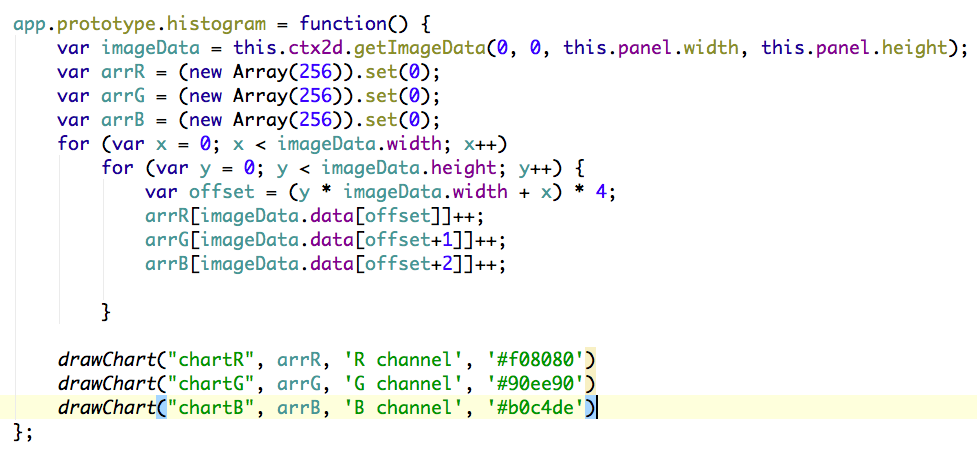 app.prototype.histogram = function() {
    var imageData = this.ctx2d.getImageData(0, 0, this.panel.width, this.panel.height);
    var arrR = (new Array(256)).set(0);
    var arrG = (new Array(256)).set(0);
    var arrB = (new Array(256)).set(0);
    for (var x = 0; x < imageData.width; x++)
        for (var y = 0; y < imageData.height; y++) {
            var offset = (y * imageData.width + x) * 4;
            arrR[imageData.data[offset]]++;
            arrG[imageData.data[offset+1]]++;
            arrB[imageData.data[offset+2]]++;
        }
    drawChart("chartR", arrR, 'R channel', '#f08080')
    drawChart("chartG", arrG, 'G channel', '#90ee90')
    drawChart("chartB", arrB, 'B channel', '#b0c4de')
};